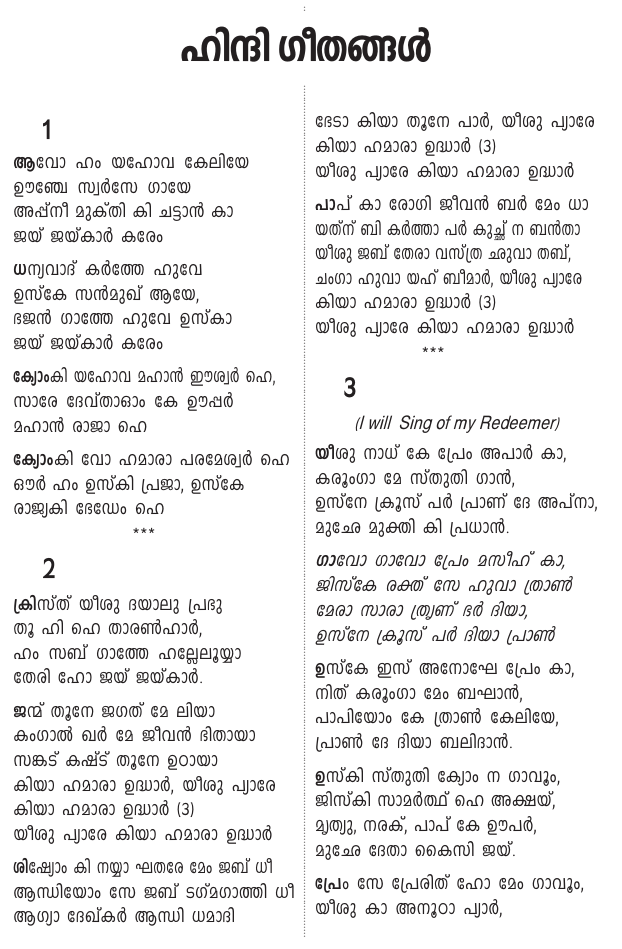 ഹിന്ദി ഗീതങ്ങൾ
1
ആവോ ഹം യഹോവ കേലിയേ
ഊഞ്ചേ സ്വർസേ ഗായേ
അപ്നീ മുക്തി കി ചട്ടാൻ കാ
ജയ് ജയ്കാർ കരേം
ധന്യവാദ് കർത്തേ ഹുവേ
ഉസ്കേ സൻമുഖ് ആയേ,
ഭജൻ ഗാത്തേ ഹുവേ ഉസ്കാ
ജയ് ജയ്കാർ കരേം
ക്യോംകി യഹോവ മഹാൻ ഈശ്വർ ഹെ,
സാരേ ദേവ്താഓം കേ ഊപ്പർ
മഹാൻ രാജാ ഹെ
ക്യോംകി വോ ഹമാരാ പരമേശ്വർ ഹെ
ഔർ ഹം ഉസ്കി പ്രജാ, ഉസ്കേ
രാജ്യകി ഭേഡേം ഹെ
***
2
ക്രിസ്ത് യീശു ദയാലു പ്രഭു
തൂ ഹി ഹെ താരൺഹാർ,
ഹം സബ് ഗാത്തേ ഹല്ലേലൂയ്യാ
തേരി ഹോ ജയ് ജയ്കാർ.
ജന്മ് തൂനേ ജഗത് മേ ലിയാ
കംഗാൽ ഖർ മേ ജീവൻ ഭിതായാ
സങ്കട് കഷ്ട് തൂനേ ഉഠായാ
കിയാ ഹമാരാ ഉദ്ധാർ, യീശു പ്യാരേ
കിയാ ഹമാരാ ഉദ്ധാർ (3)
യീശു പ്യാരേ കിയാ ഹമാരാ ഉദ്ധാർ
ശിഷ്യോം കി നയ്യാ ഘതരേ മേം ജബ് ധീ
ആന്ധിയോം സേ ജബ് ടഗ്മഗാത്തി ധീ
ആഗ്യാ ദേഖ്കർ ആന്ധി ധമാദി
ഭേടാ കിയാ തൂനേ പാർ, യീശു പ്യാരേ
കിയാ ഹമാരാ ഉദ്ധാർ (3)
യീശു പ്യാരേ കിയാ ഹമാരാ ഉദ്ധാർ
പാപ് കാ രോഗി ജീവൻ ബർ മേം ധാ
യത്ന് ബി കർത്താ പർ കുച്ഛ് ന ബൻതാ
യീശു ജബ് തേരാ വസ്ത്ര ഛുവാ തബ്,
ചംഗാ ഹുവാ യഹ് ബീമാർ, യീശു പ്യാരേ
കിയാ ഹമാരാ ഉദ്ധാർ (3)
യീശു പ്യാരേ കിയാ ഹമാരാ ഉദ്ധാർ
***
3
(I will Sing of my Redeemer)
യീശു നാധ് കേ പ്രേം അപാർ കാ,
കരൂംഗാ മേ സ്തുതി ഗാൻ,
ഉസ്നേ ക്രൂസ് പർ പ്രാണ് ദേ അപ്നാ,
മുഛേ മുക്തി കി പ്രധാൻ.
ഗാവോ ഗാവോ പ്രേം മസീഹ് കാ,
ജിസ്കേ രക്ത് സേ ഹുവാ ത്രാൺ
മേരാ സാരാ ത്രൃണ് ഭർ ദിയാ,
ഉസ്നേ ക്രൂസ് പർ ദിയാ പ്രാൺ
ഉസ്കേ ഇസ് അനോഘേ പ്രേം കാ,
നിത് കരൂംഗാ മേം ബഘാൻ,
പാപിയോം കേ ത്രാൺ കേലിയേ,
പ്രാൺ ദേ ദിയാ ബലിദാൻ.
ഉസ്കി സ്തുതി ക്യോം ന ഗാവൂം,
ജിസ്കി സാമർത്ഥ് ഹെ അക്ഷയ്,
മൃത്യു, നരക്, പാപ് കേ ഊപർ,
മുഛേ ദേതാ കൈസി ജയ്.
പ്രേം സേ പ്രേരിത് ഹോ മേം ഗാവൂം,
യീശു കാ അനൂഠാ പ്യാർ,